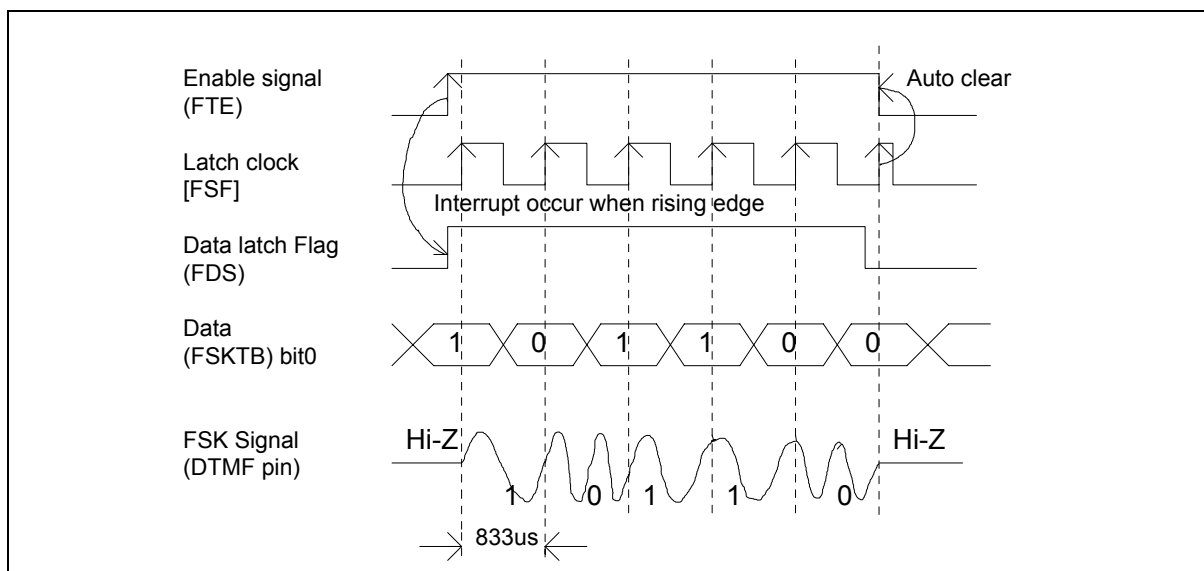 Enable signal
(FTE)
Auto clear
Latch clock
[FSF]
Interrupt occur when rising edge
Data latch Flag
(FDS)
Data
(FSKTB) bit0
1 0 1 1 0 0
FSK Signal
(DTMF pin)
Hi-Z
Hi-Z
1 0 1 1 0
833us